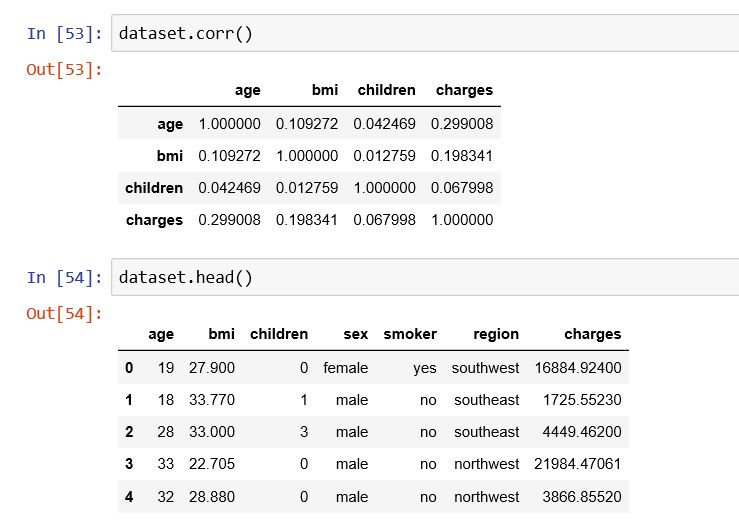 In [53]: dataset.corr()
Out[53]:
age bmi children charges
age 1.000000 0.109272 0.042469 0.299008
bmi 0.109272 1.000000 0.012759 0.198341
children 0.042469 0.012759 1.000000 0.067998
charges 0.299008 0.198341 0.067998 1.000000
In [54]: dataset.head()
Out[54]:
age bmi children sex smoker region charges
0 19 27.900 0 female yes southwest 16884.92400
1 18 33.770 1 male no southeast 1725.55230
2 28 33.000 3 male no southeast 4449.46200
3 33 22.705 0 male no northwest 21984.47061
4 32 28.880 0 male no northwest 3866.85520